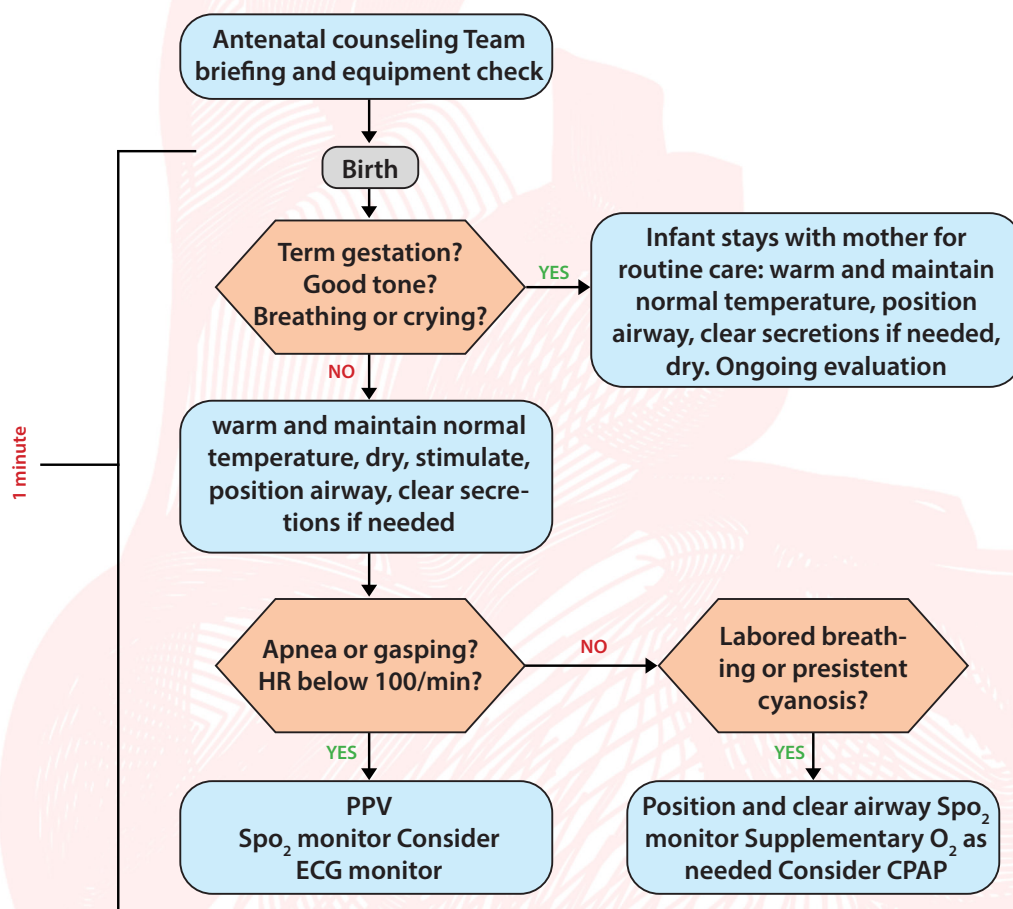 Antenatal counseling Team
briefing and equipment check
Birth
Term gestation?
Good tone?
Breathing or crying?
YES
Infant stays with mother for
routine care: warm and maintain
normal temperature, position
airway, clear secretions if needed,
dry. Ongoing evaluation
NO
warm and maintain normal
temperature, dry, stimulate,
position airway, clear secre-
tions if needed
1 minute
Apnea or gasping?
HR below 100/min?
NO
Labored breath-
ing or presistent
cyanosis?
YES
YES
PPV
Spo₂ monitor Consider
ECG monitor
Position and clear airway Spo₂
monitor Supplementary O₂ as
needed Consider CPAP